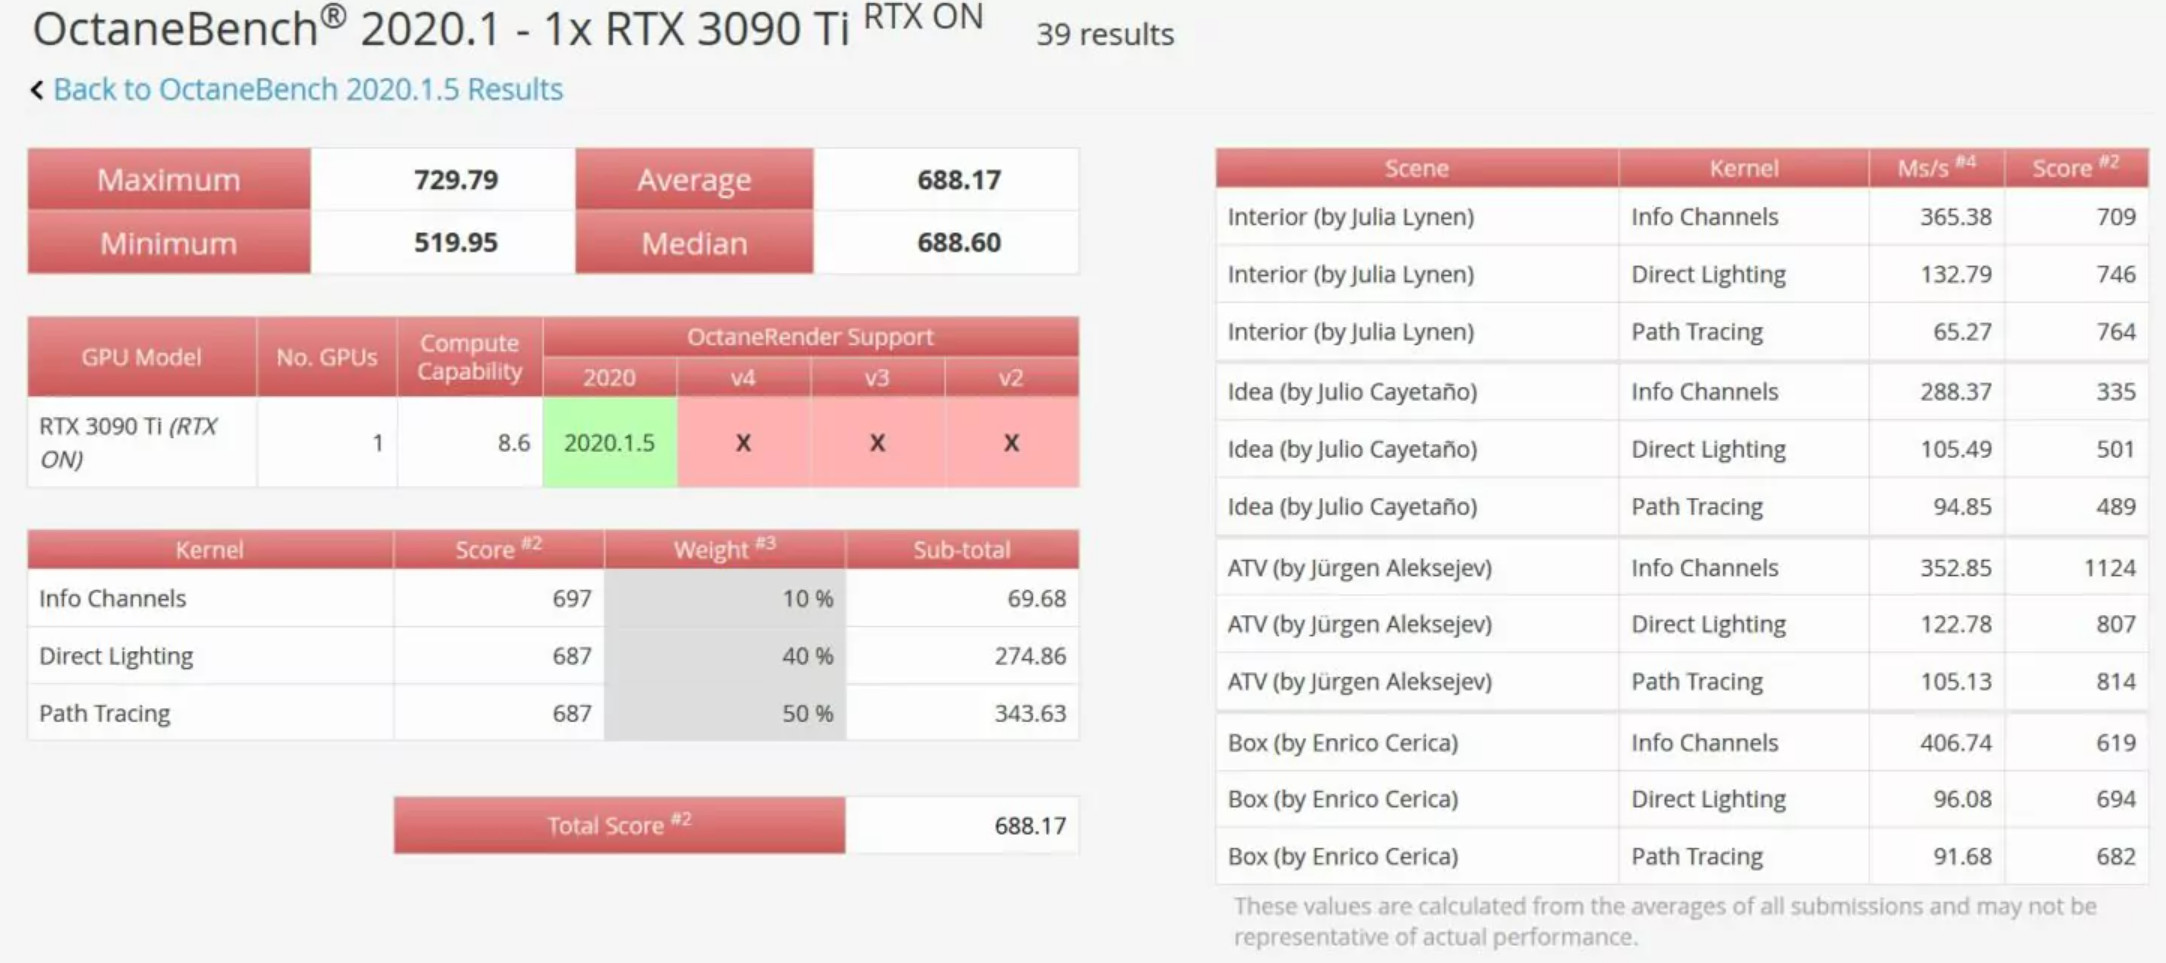 OctaneBench® 2020.1 - 1x RTX 3090 Ti RTX ON 39 results
Back to OctaneBench 2020.1.5 Results
Maximum 729.79 Average 688.17
Minimum 519.95 Median 688.60
GPU Model No. GPUs Compute Capability OctaneRender Support
2020 v4 v3 v2
RTX 3090 Ti (RTX ON) 1 8.6 2020.1.5 X X X
Kernel Score #2 Weight #3 Sub-total
Info Channels 697 10 % 69.68
Direct Lighting 687 40 % 274.86
Path Tracing 687 50 % 343.63
Total Score #2 688.17
Scene Kernel Ms/s #4 Score #2
Interior (by Julia Lynen) Info Channels 365.38 709
Interior (by Julia Lynen) Direct Lighting 132.79 746
Interior (by Julia Lynen) Path Tracing 65.27 764
Idea (by Julio Cayetaño) Info Channels 288.37 335
Idea (by Julio Cayetaño) Direct Lighting 105.49 501
Idea (by Julio Cayetaño) Path Tracing 94.85 489
ATV (by Jürgen Aleksejev) Info Channels 352.85 1124
ATV (by Jürgen Aleksejev) Direct Lighting 122.78 807
ATV (by Jürgen Aleksejev) Path Tracing 105.13 814
Box (by Enrico Cerica) Info Channels 406.74 619
Box (by Enrico Cerica) Direct Lighting 96.08 694
Box (by Enrico Cerica) Path Tracing 91.68 682
These values are calculated from the averages of all submissions and may not be
representative of actual performance.